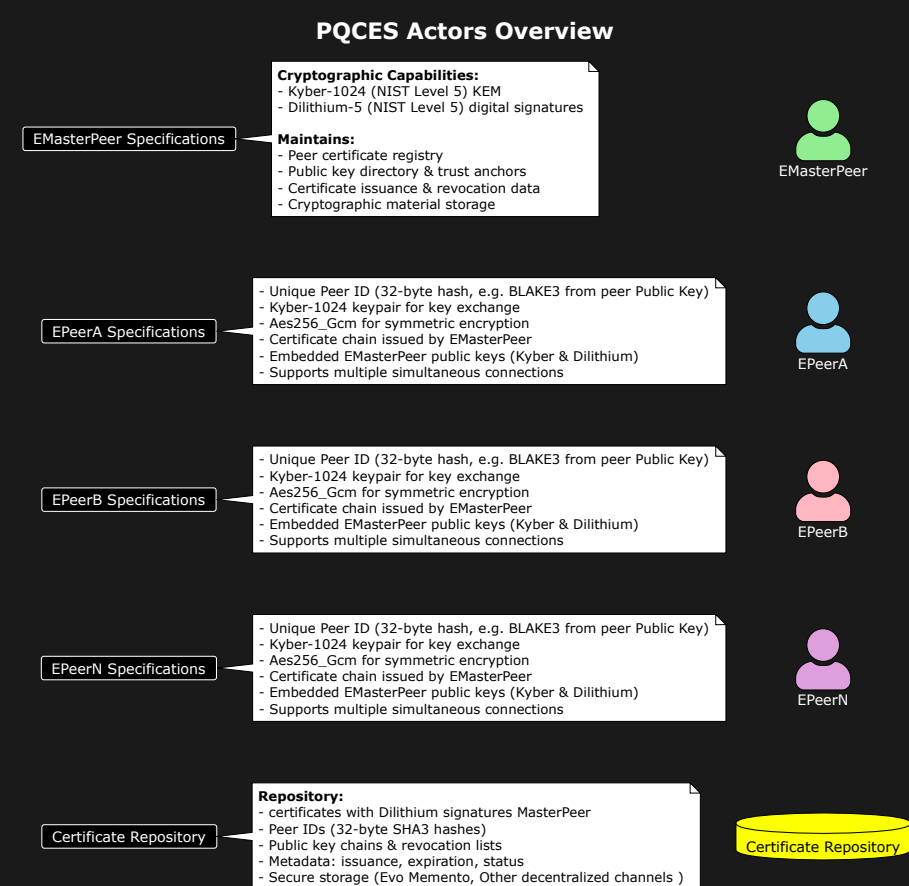 PQCES Actors Overview
Cryptographic Capabilities:
- Kyber-1024 (NIST Level 5) KEM
- Dilithium-5 (NIST Level 5) digital signatures
Maintains:
- Peer certificate registry
- Public key directory & trust anchors
- Certificate issuance & revocation data
- Cryptographic material storage
EMasterPeer Specifications
EMasterPeer
- Unique Peer ID (32-byte hash, e.g. BLAKE3 from peer Public Key)
- Kyber-1024 keypair for key exchange
- Aes256_Gcm for symmetric encryption
- Certificate chain issued by EMasterPeer
- Embedded EMasterPeer public keys (Kyber & Dilithium)
- Supports multiple simultaneous connections
EPeerA Specifications
EPeerA
- Unique Peer ID (32-byte hash, e.g. BLAKE3 from peer Public Key)
- Kyber-1024 keypair for key exchange
- Aes256_Gcm for symmetric encryption
- Certificate chain issued by EMasterPeer
- Embedded EMasterPeer public keys (Kyber & Dilithium)
- Supports multiple simultaneous connections
EPeerB Specifications
EPeerB
- Unique Peer ID (32-byte hash, e.g. BLAKE3 from peer Public Key)
- Kyber-1024 keypair for key exchange
- Aes256_Gcm for symmetric encryption
- Certificate chain issued by EMasterPeer
- Embedded EMasterPeer public keys (Kyber & Dilithium)
- Supports multiple simultaneous connections
EPeerN Specifications
EPeerN
Repository:
- certificates with Dilithium signatures MasterPeer
- Peer IDs (32-byte SHA3 hashes)
- Public key chains & revocation lists
- Metadata: issuance, expiration, status
- Secure storage (Evo Memento, Other decentralized channels )
Certificate Repository
Certificate Repository